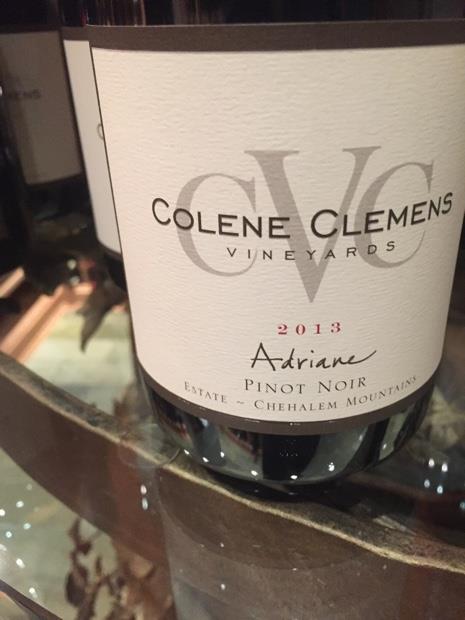 CVC
COLENE CLEMENS
VINEYARDS
2013
Adriane
PINOT NOIR
ESTATE ~ CHEHALEM MOUNTAINS